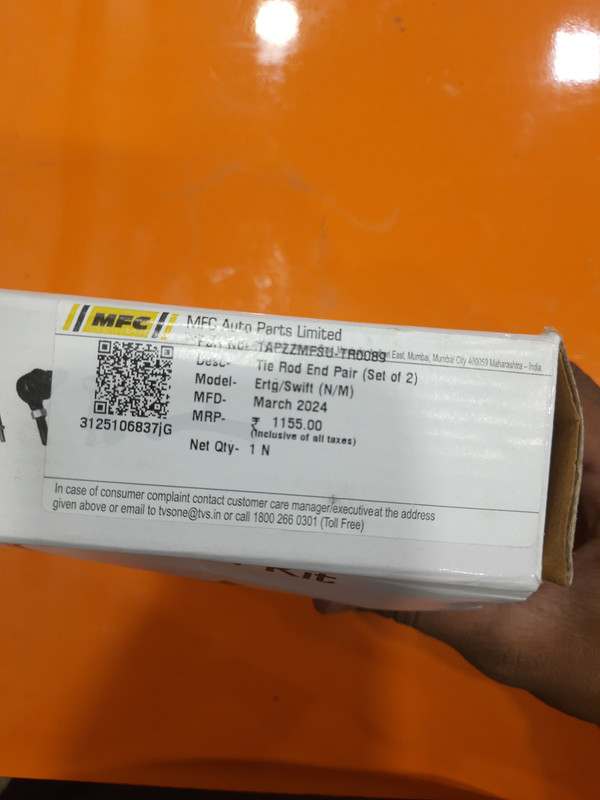 MFC
MFC Auto Parts Limited
East, Mumbai, Mumbai City 400059 Maharashtra - India.
Part No.- TAPZZMFSU-TR0089
Desc- Tie Rod End Pair (Set of 2)
Model- Ertg/Swift (N/M)
MFD- March 2024
MRP- ₹ 1155.00
(Inclusive of all taxes)
Net Qty- 1 N
3125106837|G
In case of consumer complaint contact customer care manager/executive at the address
given above or email to tvsone@tvs.in or call 1800 266 0301 (Toll Free)
Kit